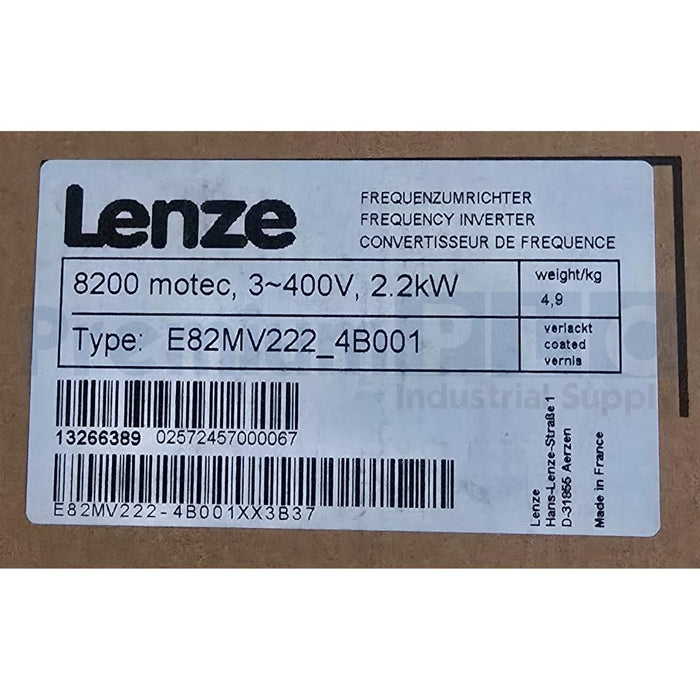 Lenze
FREQUENZUMRICHTER
FREQUENCY INVERTER
CONVERTISSEUR DE FREQUENCE
8200 motec, 3~400V, 2.2kW
weight/kg
4,9
Type: E82MV222_4B001
verlackt
coated
vernis
13266389 02572457000067
E82MV222-4B001XX3B37
Lenze
Hans-Lenze-Straße 1
D-31855 Aerzen
Made in France
Industrial Supply